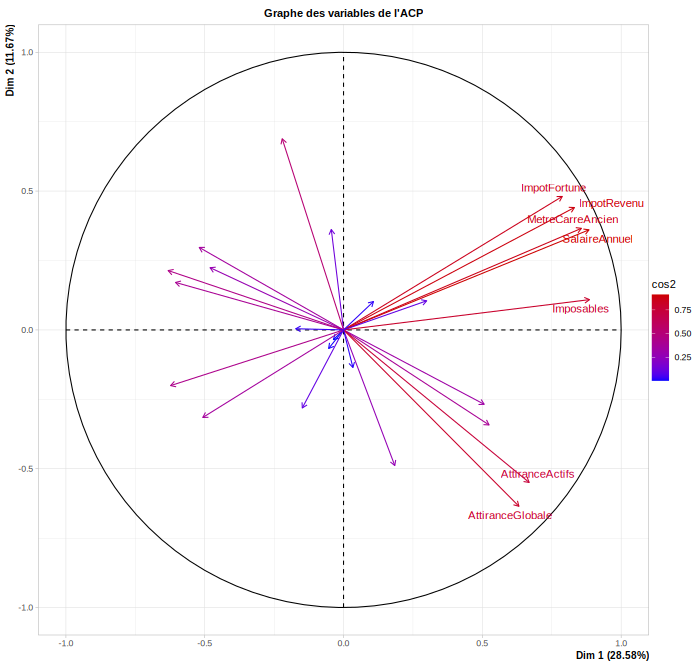 Graphe des variables de l'ACP
Dim 2 (11.67%)
1.0
0.5
0.0
-0.5
-1.0
ImpotFortune
ImpotRevenu
MetreCarreAncien
SalaireAnnuel
Imposables
AttiranceActifs
AttiranceGlobale
cos2
0.75
0.50
0.25
-1.0
-0.5
0.0
0.5
1.0
Dim 1 (28.58%)